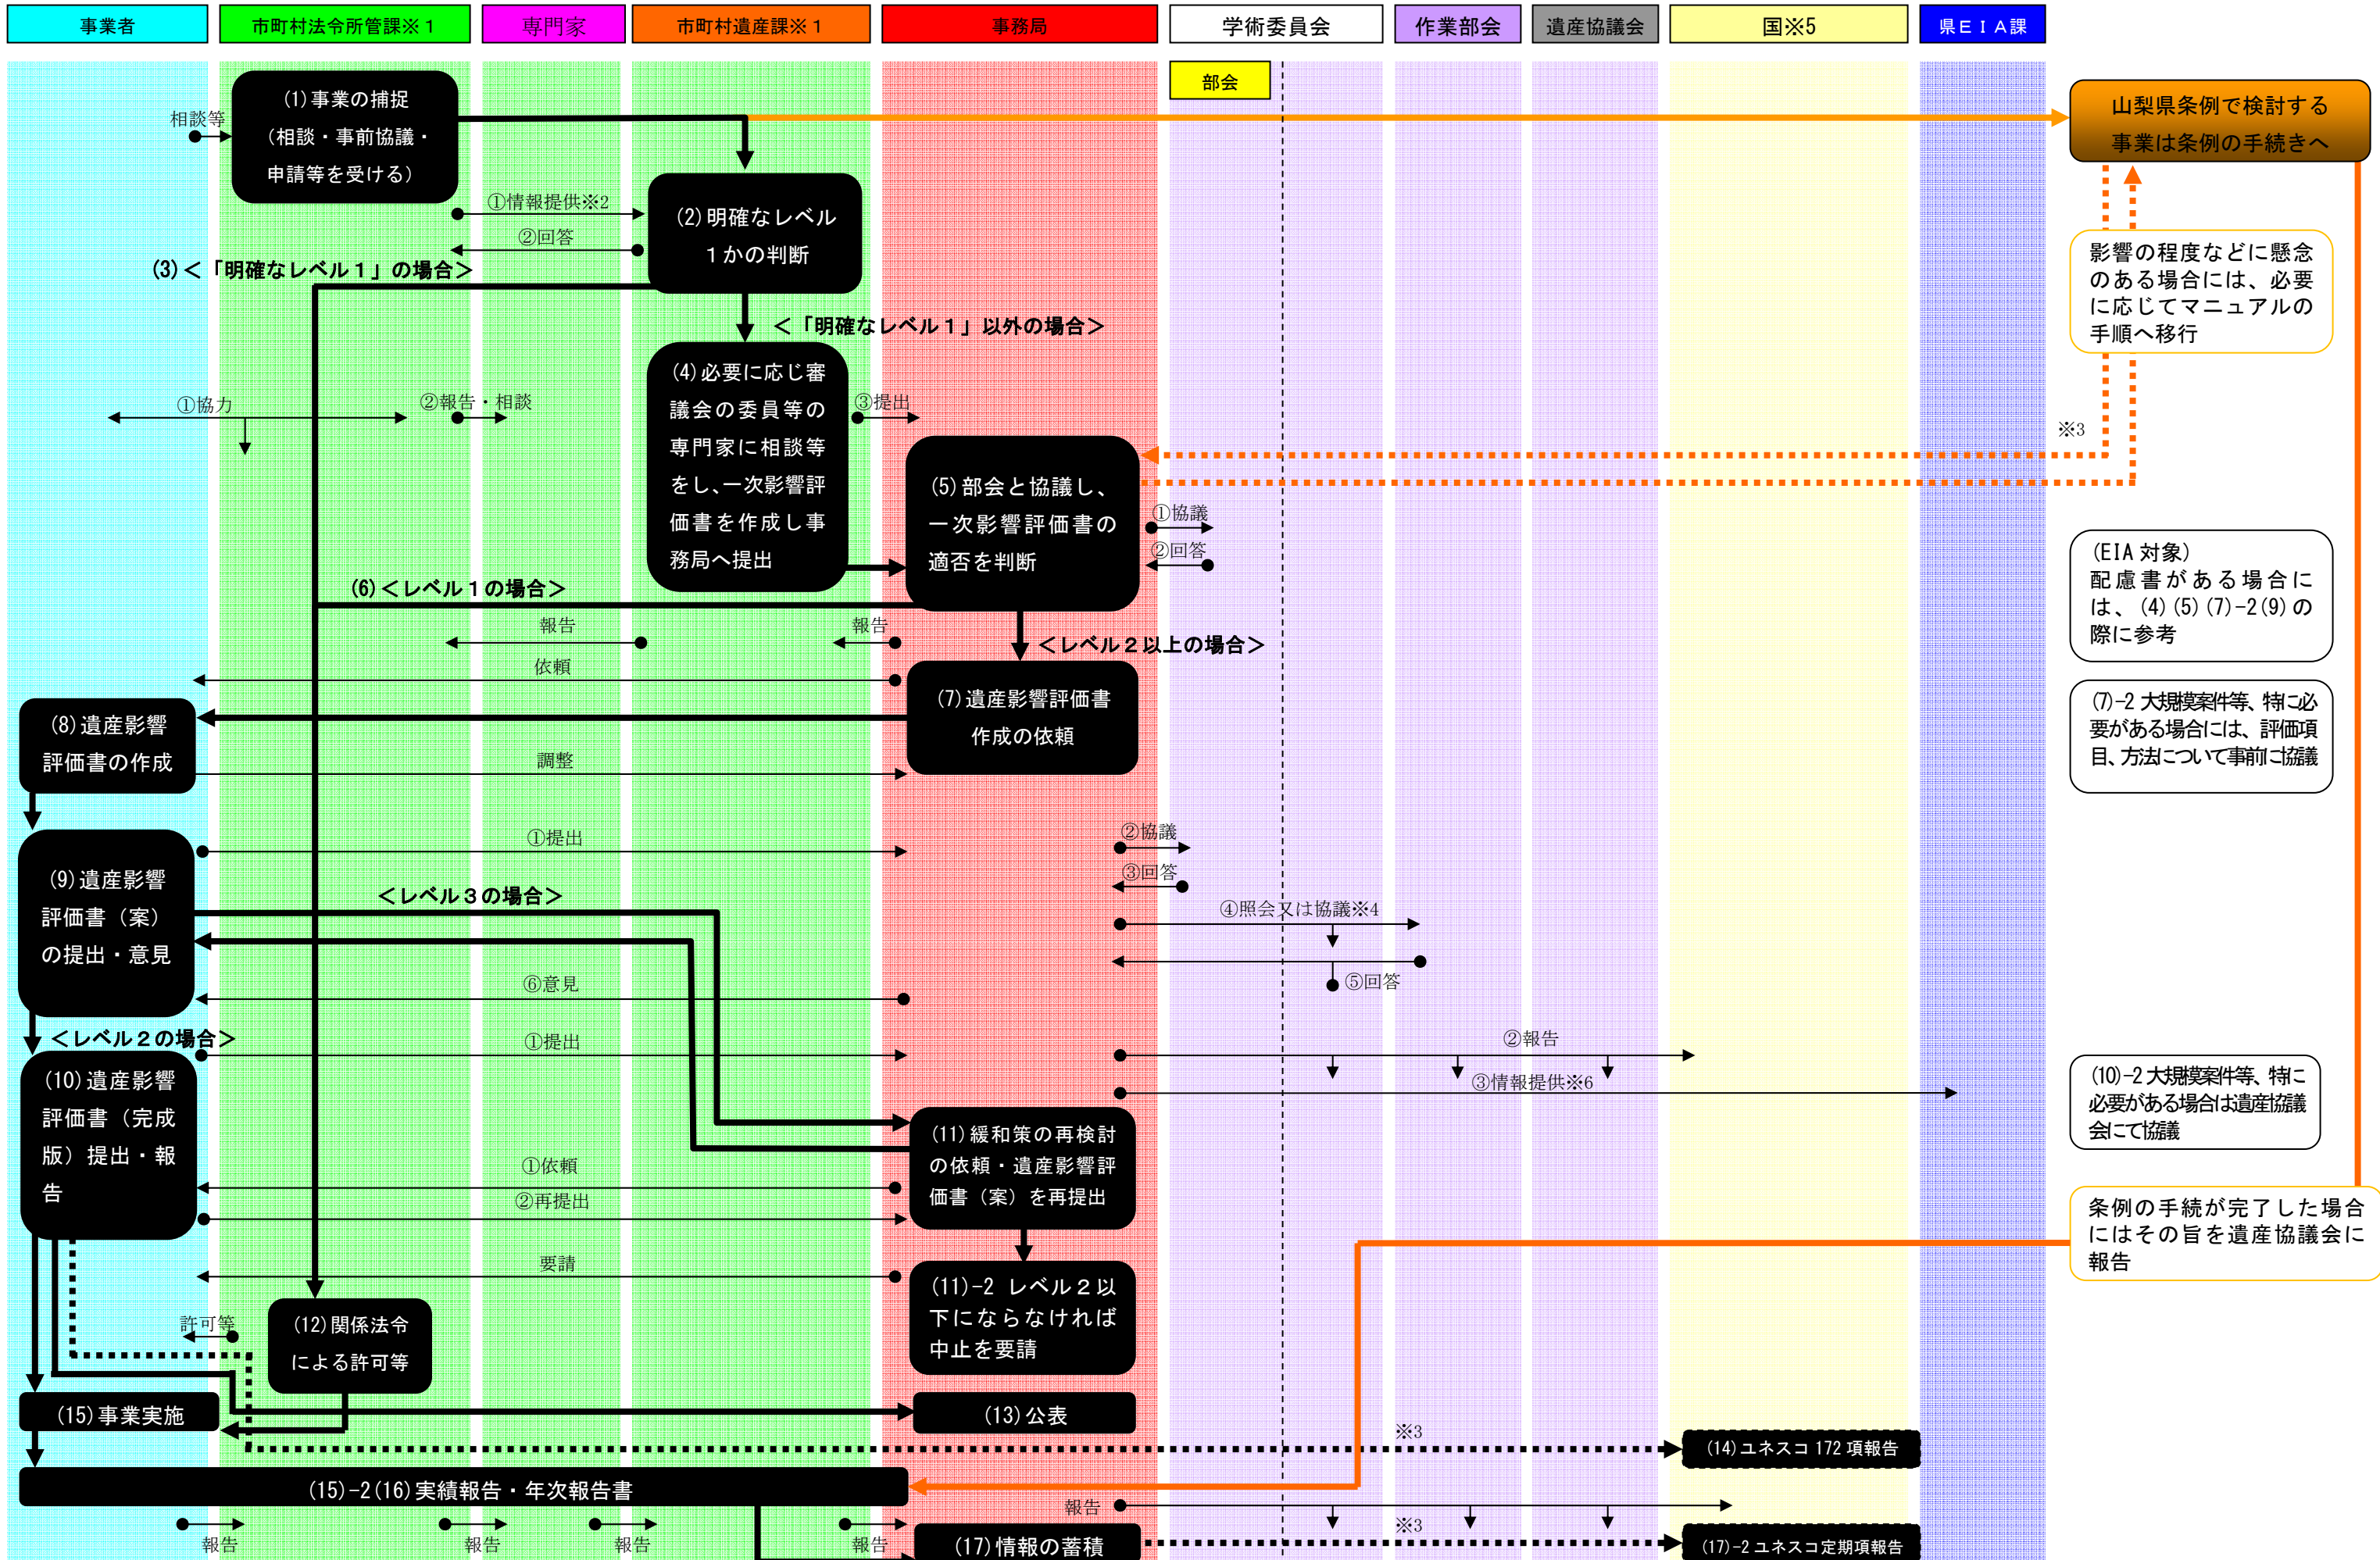 事業者
市町村法令所管課※１
専門家
市町村遺産課※１
事務局
学術委員会
作業部会
遺産協議会
国※5
県ＥＩＡ課
部会
(1)事業の捕捉
（相談・事前協議・
申請等を受ける）
相談等
山梨県条例で検討する
事業は条例の手続きへ
①情報提供※2
②回答
(2)明確なレベル
１かの判断
(3)＜「明確なレベル１」の場合＞
＜「明確なレベル１」以外の場合＞
影響の程度などに懸念
のある場合には、必要
に応じてマニュアルの
手順へ移行
①協力
②報告・相談
(4)必要に応じ審
議会の委員等の
専門家に相談等
をし、一次影響評
価書を作成し事
務局へ提出
③提出
※3
(5)部会と協議し、
一次影響評価書の
適否を判断
①協議
②回答
(EIA 対象)
配慮書がある場合に
は、(4)(5)(7)-2(9)の
際に参考
(6)＜レベル１の場合＞
報告
報告
＜レベル２以上の場合＞
依頼
(7)遺産影響評価書
作成の依頼
(7)-2 大規模案件等、特に必
要がある場合には、評価項
目、方法について事前に協議
(8)遺産影響
評価書の作成
調整
(9)遺産影響
評価書（案）
の提出・意見
①提出
②協議
③回答
＜レベル３の場合＞
④照会又は協議※4
⑤回答
⑥意見
＜レベル２の場合＞
①提出
②報告
③情報提供※6
(10)遺産影響
評価書（完成
版）提出・報
告
(10)-2 大規模案件等、特に
必要がある場合は遺産協議
会にて協議
(11)緩和策の再検討
の依頼・遺産影響評
価書（案）を再提出
①依頼
②再提出
条例の手続が完了した場合
にはその旨を遺産協議会に
報告
要請
(11)-2 レベル２以
下にならなければ
中止を要請
許可等
(12)関係法令
による許可等
(15)事業実施
(13)公表
※3
(14)ユネスコ 172 項報告
(15)-2(16)実績報告・年次報告書
報告
報告
報告
報告
報告
※3
(17)情報の蓄積
(17)-2 ユネスコ定期項報告